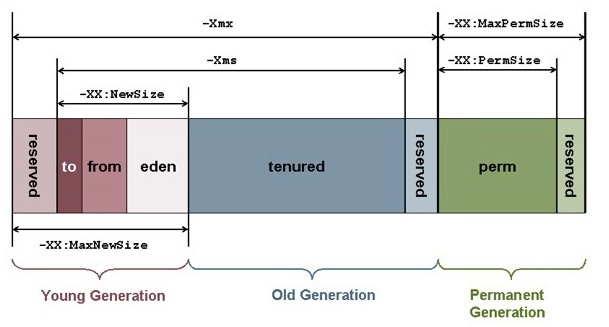 -Xmx
-XX:MaxPermSize
-Xms
-XX:PermSize
-XX:NewSize
reserved
to
from
eden
tenured
reserved
perm
reserved
-XX:MaxNewSize
Young Generation
Old Generation
Permanent
Generation